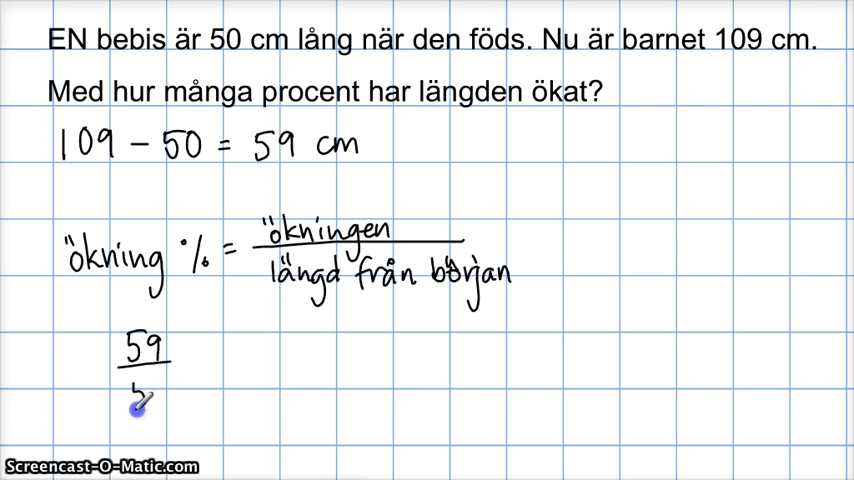 EN bebis är 50 cm lång när den föds. Nu är barnet 109 cm.
Med hur många procent har längden ökat?
109 - 50 = 59 cm
ökning % = ökningen
längd från början
59
5
Screencast-O-Matic.com